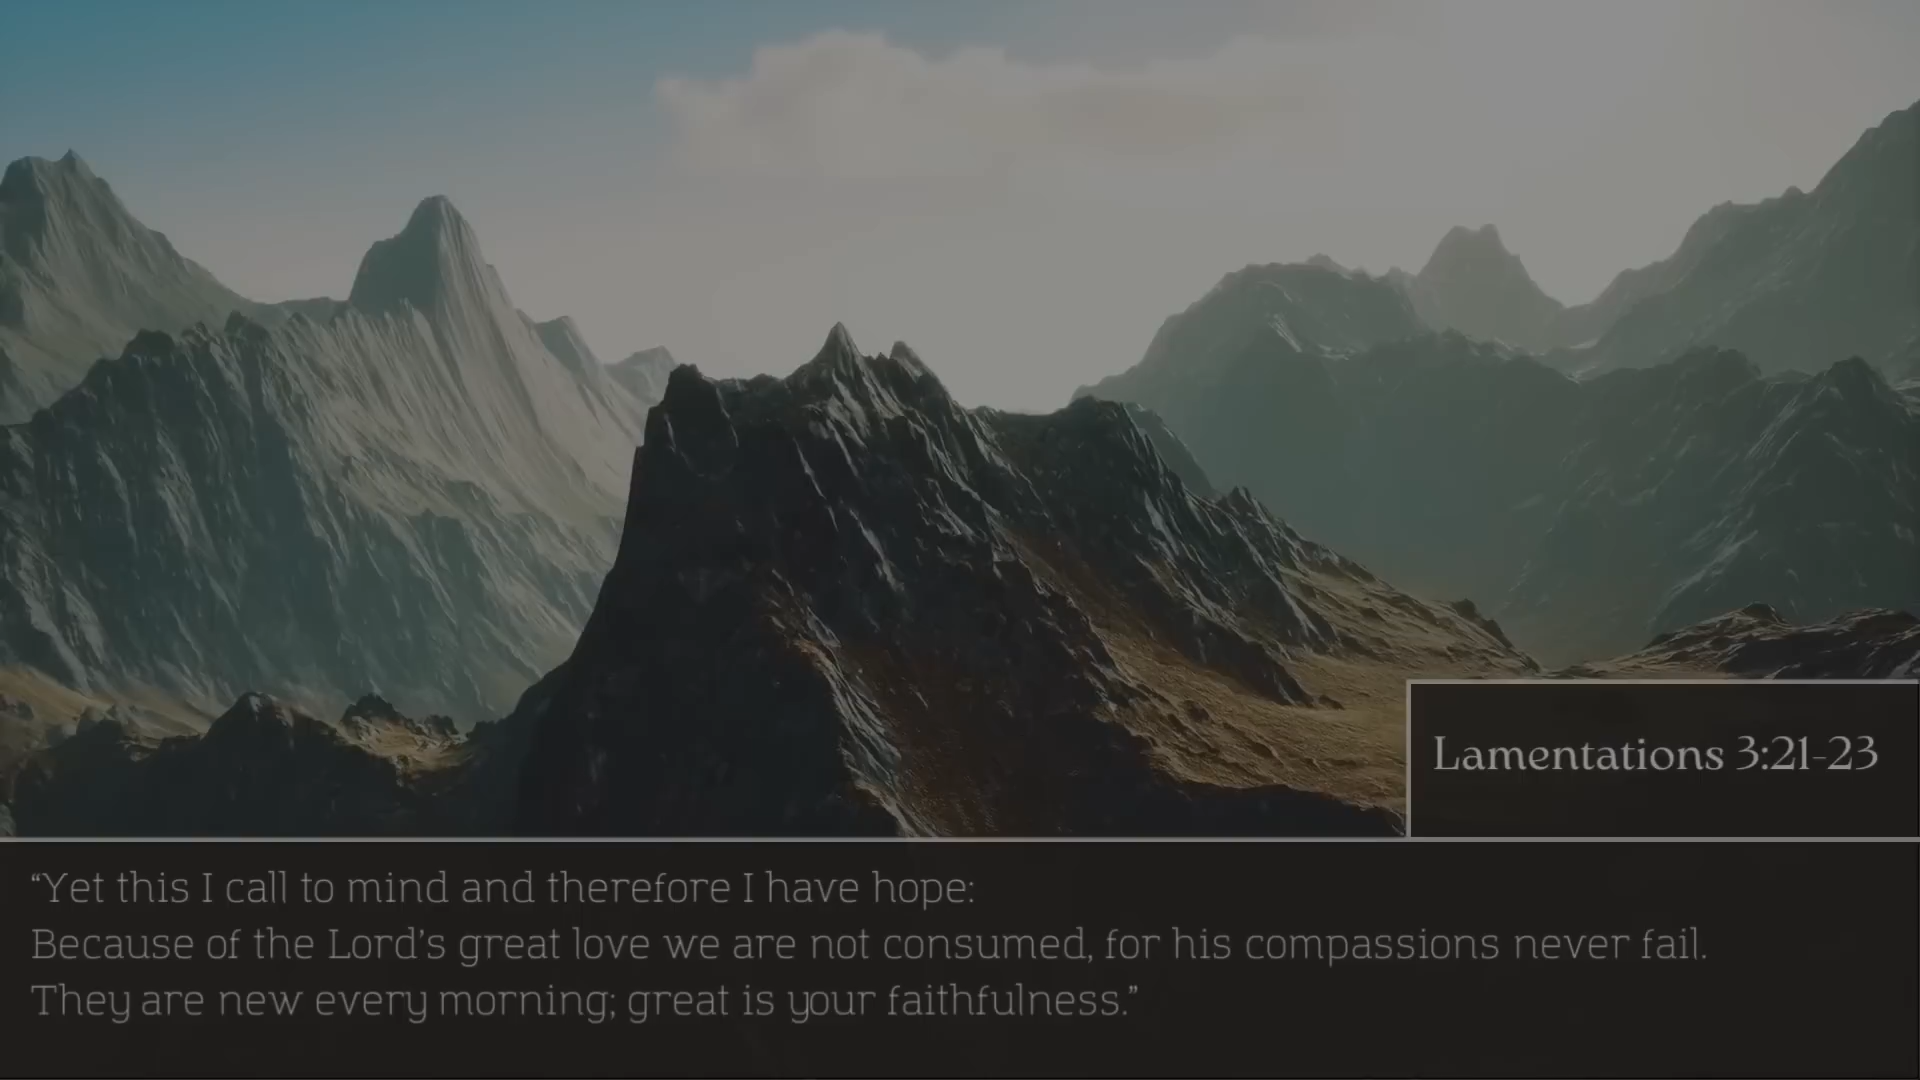 Lamentations 3:21-23
“Yet this I call to mind and therefore I have hope:
Because of the Lord’s great love we are not consumed, for his compassions never fail.
They are new every morning; great is your faithfulness.”